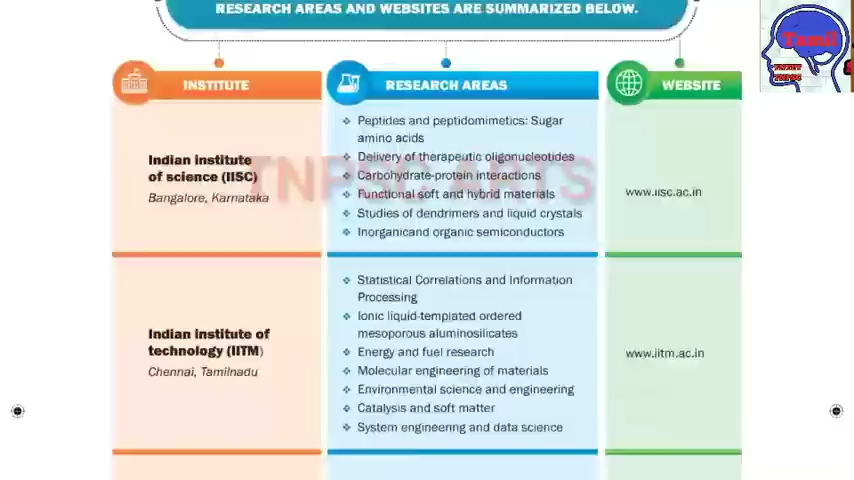 RESEARCH AREAS AND WEBSITES ARE SUMMARIZED BELOW.
Tamil
TNTET
TNPSC
INSTITUTE
RESEARCH AREAS
WEBSITE
Indian institute
of science (IISC)
Bangalore, Karnataka
❖ Peptides and peptidomimetics: Sugar
amino acids
❖ Delivery of therapeutic oligonucleotides
❖ Carbohydrate-protein interactions
❖ Functional soft and hybrid materials
❖ Studies of dendrimers and liquid crystals
❖ Inorganicand organic semiconductors
www.iisc.ac.in
TNPSC ARTS
Indian institute of
technology (IITM)
Chennai, Tamilnadu
❖ Statistical Correlations and Information
Processing
❖ Ionic liquid-templated ordered
mesoporous aluminosilicates
❖ Energy and fuel research
❖ Molecular engineering of materials
❖ Environmental science and engineering
❖ Catalysis and soft matter
❖ System engineering and data science
www.iitm.ac.in